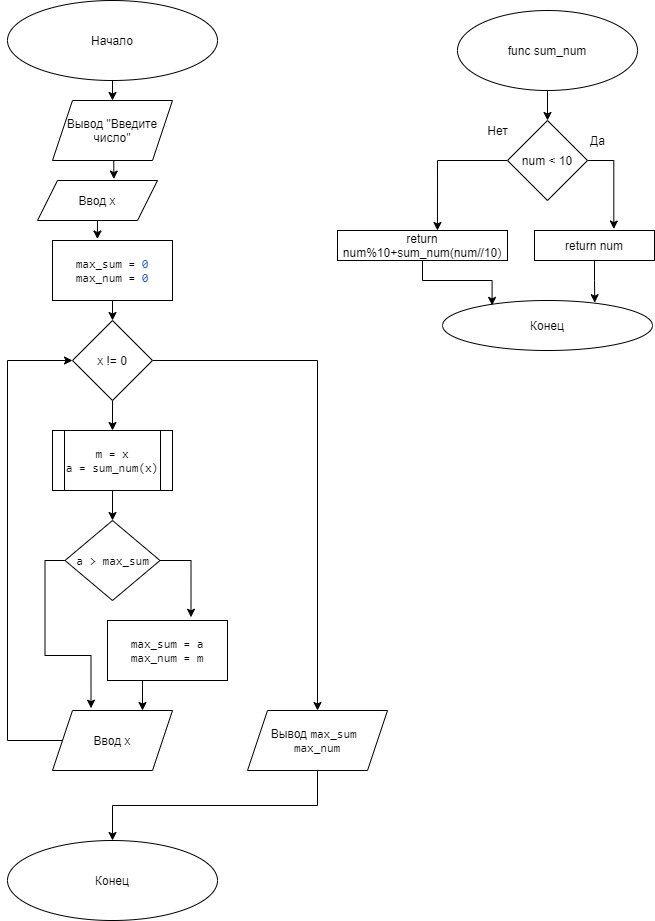 Начало
Вывод "Введите
число"
Ввод x
max_sum = 0
max_num = 0
x != 0
m = x
a = sum_num(x)
a > max_sum
max_sum = a
max_num = m
Ввод x
Вывод max_sum
max_num
Конец
func sum_num
Нет
Да
num < 10
return
num%10+sum_num(num//10)
return num
Конец